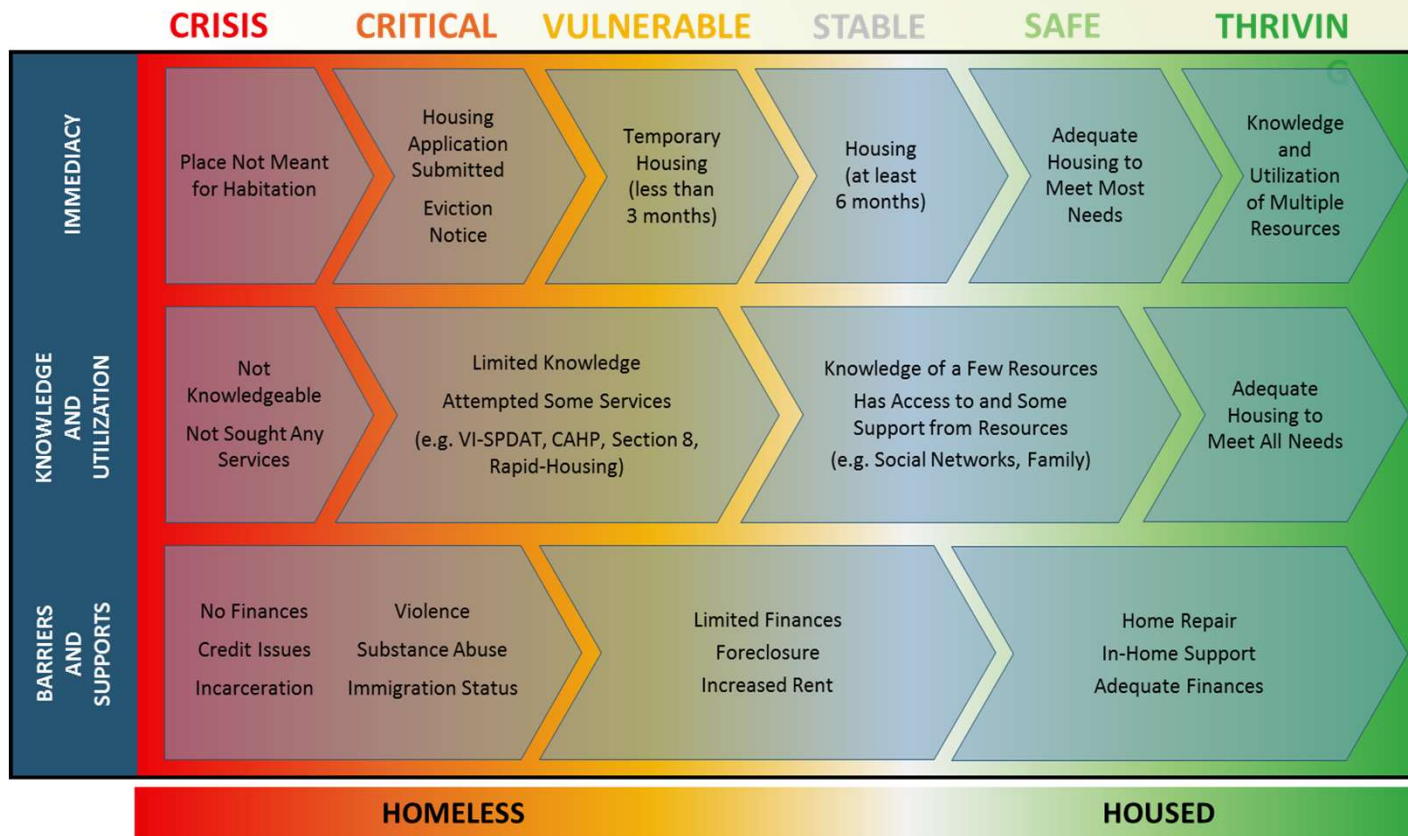 CRISIS CRITICAL VULNERABLE STABLE SAFE THRIVIN
G
IMMEDIACY
Place Not Meant
for Habitation
Housing
Application
Submitted
Eviction
Notice
Temporary
Housing
(less than
3 months)
Housing
(at least
6 months)
Adequate
Housing to
Meet Most
Needs
Knowledge
and
Utilization
of Multiple
Resources
KNOWLEDGE
AND
UTILIZATION
Not
Knowledgeable
Not Sought Any
Services
Limited Knowledge
Attempted Some Services
(e.g. VI-SPDAT, CAHP, Section 8,
Rapid-Housing)
Knowledge of a Few Resources
Has Access to and Some
Support from Resources
(e.g. Social Networks, Family)
Adequate
Housing to
Meet All Needs
BARRIERS
AND
SUPPORTS
No Finances
Credit Issues
Incarceration
Violence
Substance Abuse
Immigration Status
Limited Finances
Foreclosure
Increased Rent
Home Repair
In-Home Support
Adequate Finances
HOMELESS HOUSED